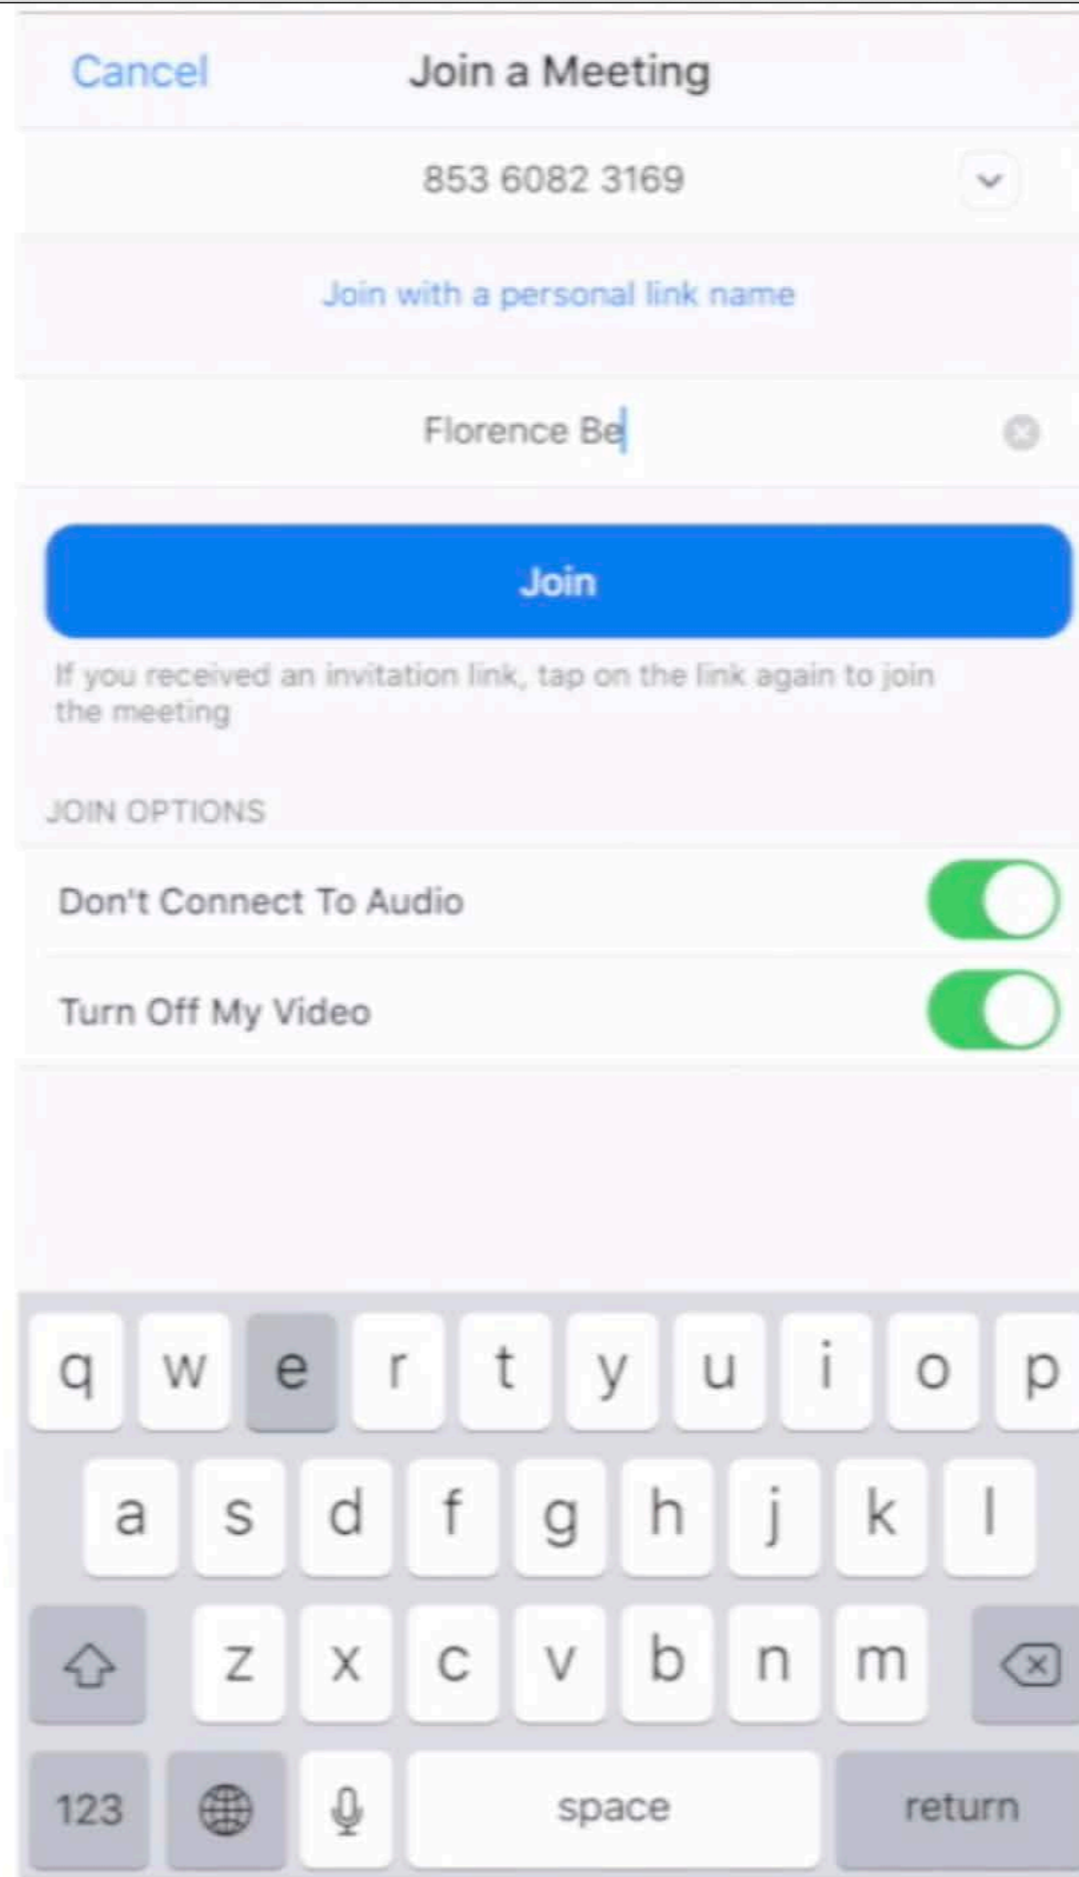 Cancel Join a Meeting
853 6082 3169
Join with a personal link name
Florence Be
Join
If you received an invitation link, tap on the link again to join
the meeting
JOIN OPTIONS
Don't Connect To Audio
Turn Off My Video
q w e r t y u i o p
a s d f g h j k l
z x c v b n m
123 space return